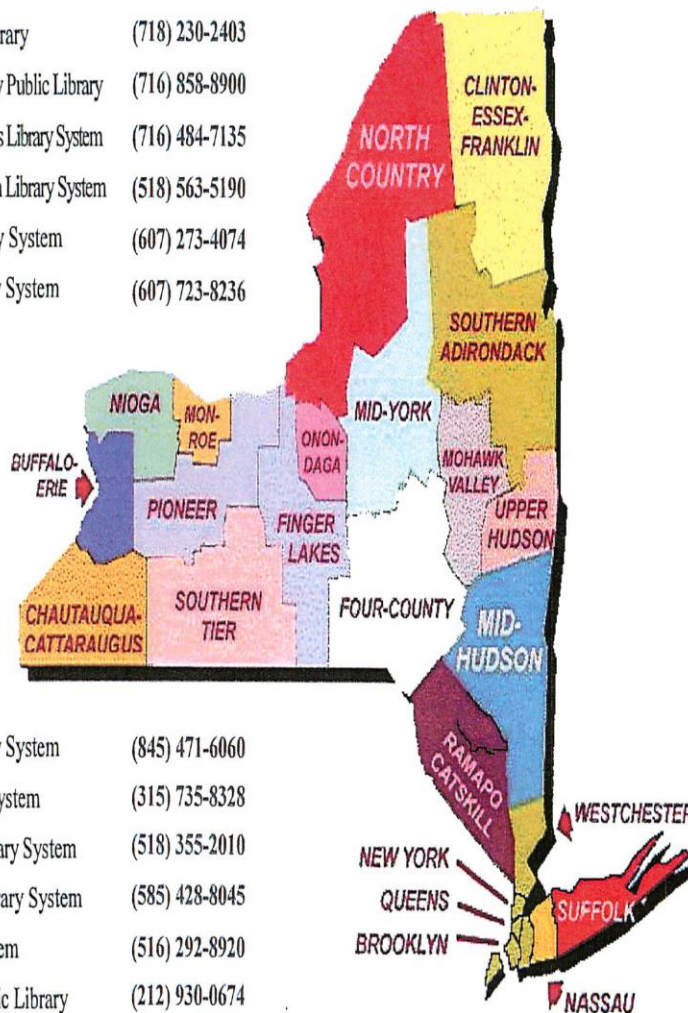 rary (718) 230-2403
y Public Library (716) 858-8900
s Library System (716) 484-7135
n Library System (518) 563-5190
y System (607) 273-4074
y System (607) 723-8236
CLINTON-
ESSEX-
FRANKLIN
NORTH
COUNTRY
SOUTHERN
ADIRONDACK
NIOGA
MON-
ROE
ONON-
DAGA
MID-YORK
MOHAWK
VALLEY
BUFFALO-
ERIE
PIONEER
FINGER
LAKES
UPPER
HUDSON
CHAUTAUQUA-
CATTARAUGUS
SOUTHERN
TIER
FOUR-COUNTY
MID-
HUDSON
RAMAPO
CATSKILL
WESTCHESTER
NEW YORK
QUEENS
BROOKLYN
SUFFOLK
NASSAU
y System (845) 471-6060
ystem (315) 735-8328
rary System (518) 355-2010
rary System (585) 428-8045
em (516) 292-8920
ic Library (212) 930-0674